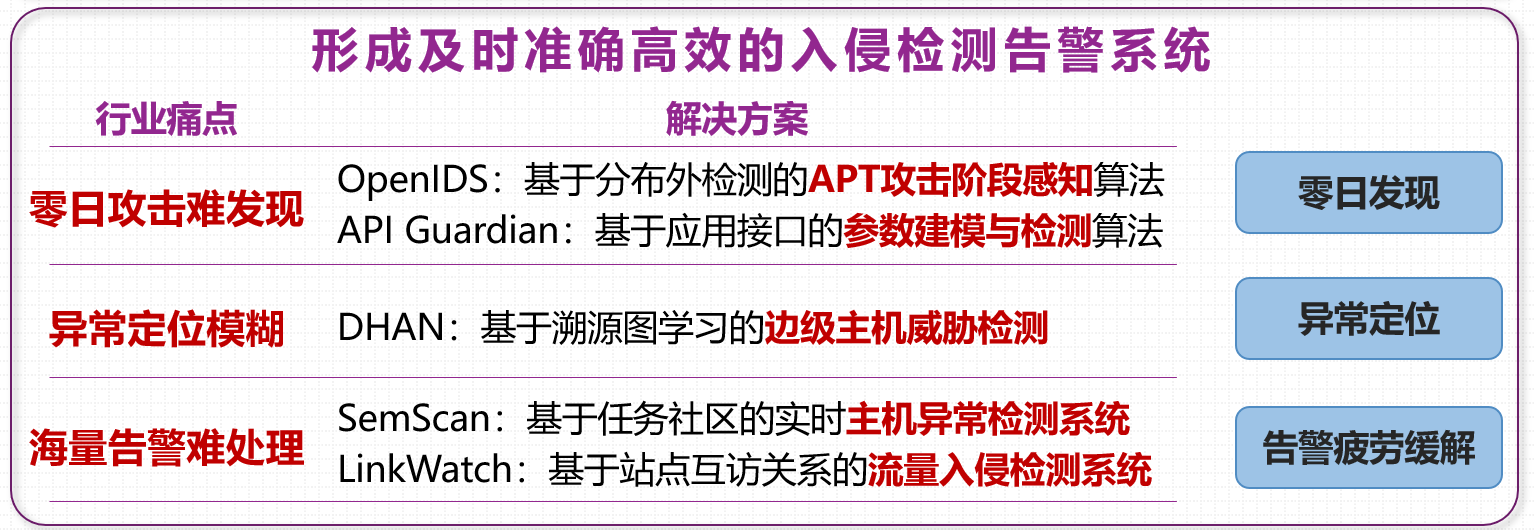 形成及时准确高效的入侵检测告警系统
行业痛点
解决方案
零日攻击难发现
OpenIDS：基于分布外检测的APT攻击阶段感知算法
API Guardian：基于应用接口的参数建模与检测算法
零日发现
异常定位模糊
DHAN：基于溯源图学习的边级主机威胁检测
异常定位
海量告警难处理
SemScan：基于任务社区的实时主机异常检测系统
LinkWatch：基于站点互访关系的流量入侵检测系统
告警疲劳缓解